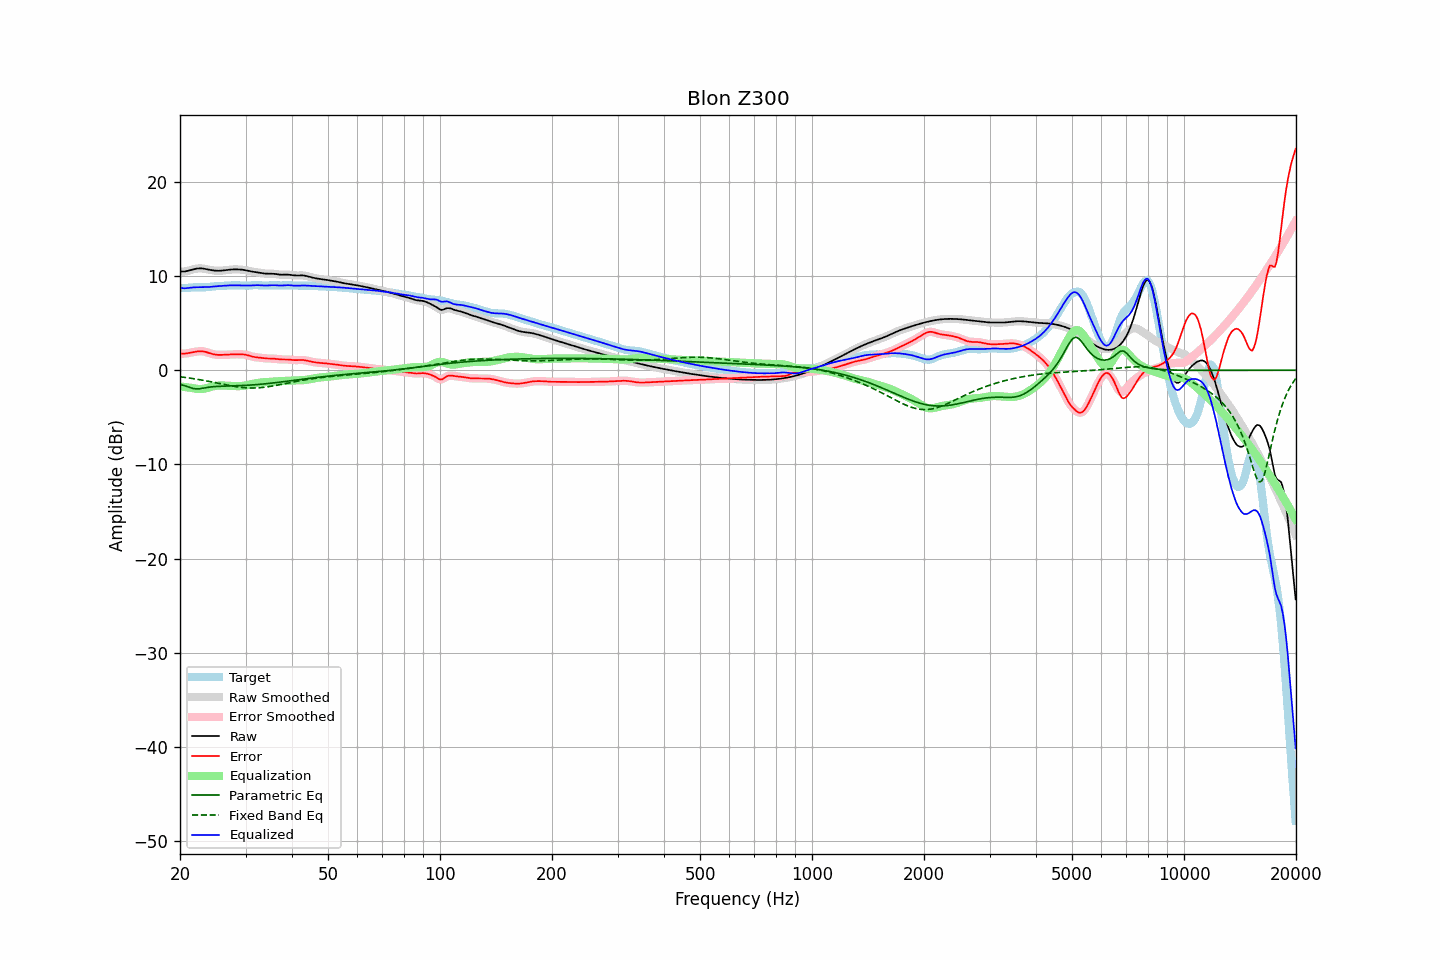 Blon Z300
Amplitude (dBr)
20
10
0
−10
−20
−30
−40
−50
Target
Raw Smoothed
Error Smoothed
Raw
Error
Equalization
Parametric Eq
Fixed Band Eq
Equalized
20 50 100 200 500 1000 2000 5000 10000 20000
Frequency (Hz)